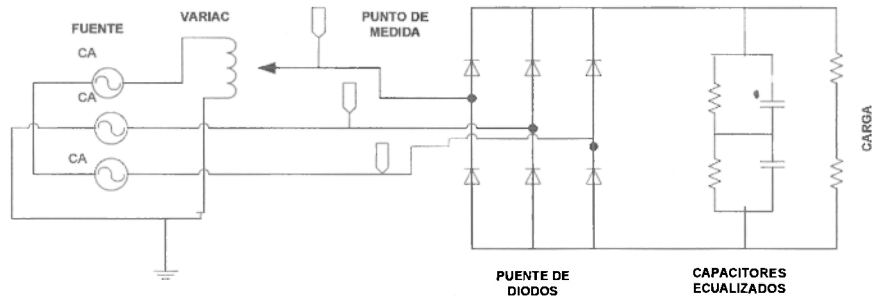 FUENTE
VARIAC
PUNTO DE
MEDIDA
CA
CA
CA
CARGA
PUENTE DE
DIODOS
CAPACITORES
ECUALIZADOS